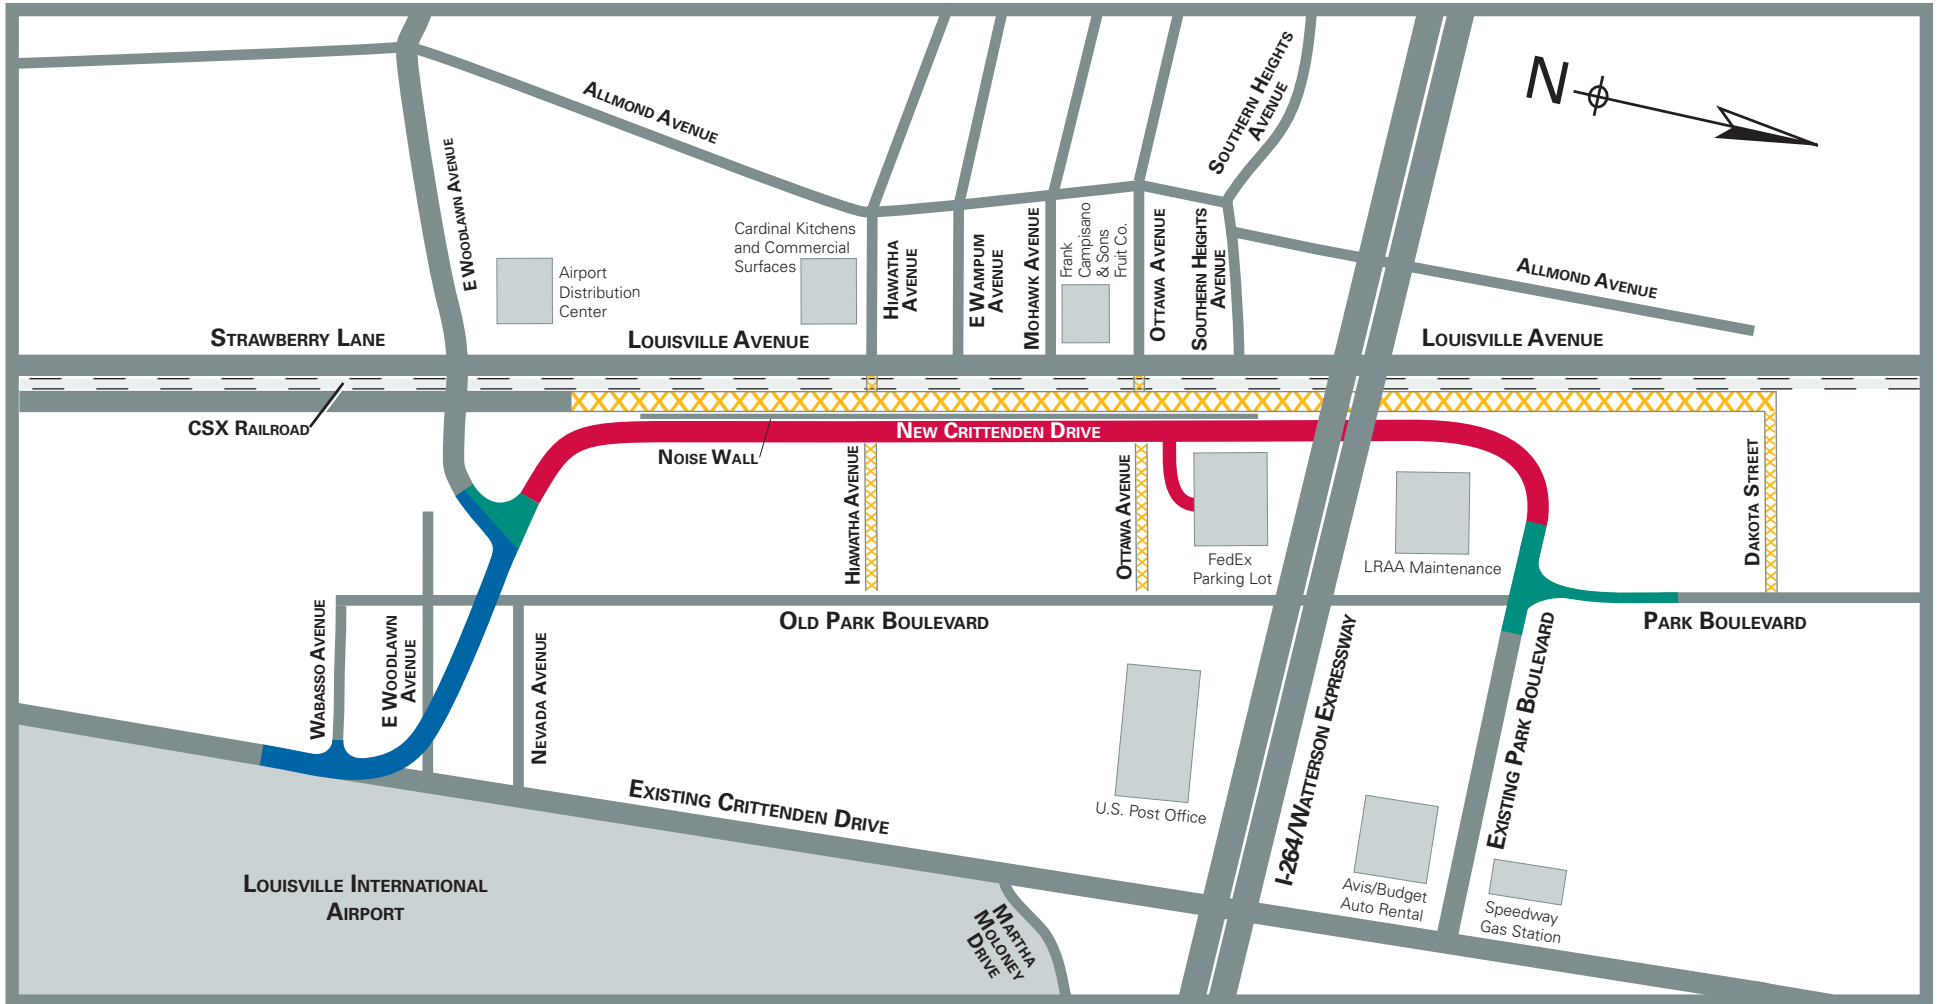 N
Southern Heights
Avenue
Allmond Avenue
E Woodlawn Avenue
Airport
Distribution
Center
Cardinal Kitchens
and Commercial
Surfaces
Hiawatha
Avenue
E Wampum
Avenue
Mohawk Avenue
Frank
Campisano
& Sons
Fruit Co.
Ottawa Avenue
Southern Heights
Avenue
Allmond Avenue
Strawberry Lane
Louisville Avenue
Louisville Avenue
CSX Railroad
Noise Wall
New Crittenden Drive
Hiawatha Avenue
Ottawa Avenue
FedEx
Parking Lot
LRAA Maintenance
Dakota Street
Wabasso Avenue
E Woodlawn
Avenue
Nevada Avenue
Old Park Boulevard
Park Boulevard
U.S. Post Office
I-264/Watterson Expressway
Existing Park Boulevard
Existing Crittenden Drive
Avis/Budget
Auto Rental
Speedway
Gas Station
Louisville International
Airport
Martha
Moloney
Drive